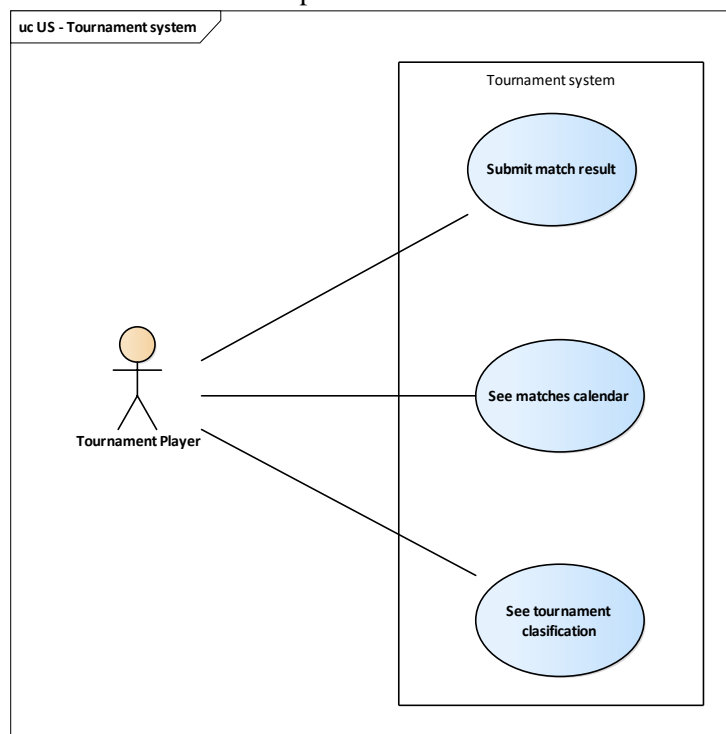 uc US - Tournament system
Tournament system
Submit match result
See matches calendar
Tournament Player
See tournament
clasification